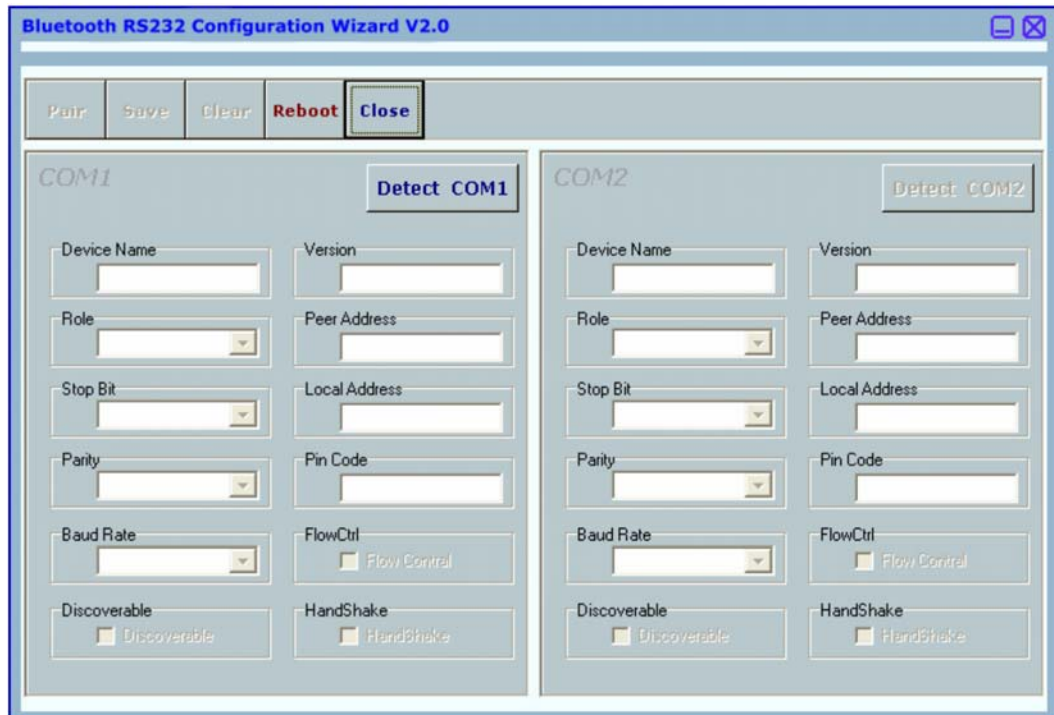 Bluetooth RS232 Configuration Wizard V2.0
Pair Save Clear Reboot Close
COM1
Detect COM1
Device Name Version
Role Peer Address
Stop Bit Local Address
Parity Pin Code
Baud Rate FlowCtrl
Flow Contral
Discoverable HandShake
Discoverable HandShake
COM2
Detect COM2
Device Name Version
Role Peer Address
Stop Bit Local Address
Parity Pin Code
Baud Rate FlowCtrl
Flow Contral
Discoverable HandShake
Discoverable HandShake